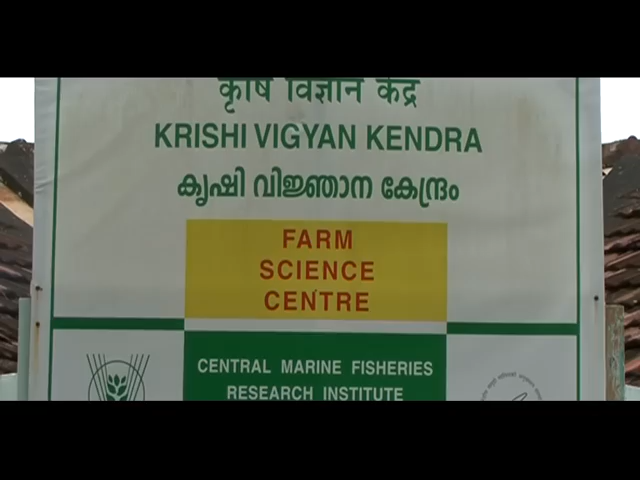 कृषि विज्ञान केंद्र
KRISHI VIGYAN KENDRA
കൃഷി വിജ്ഞാന കേന്ദ്രം
FARM
SCIENCE
CENTRE
CENTRAL MARINE FISHERIES
RESEARCH INSTITUTE